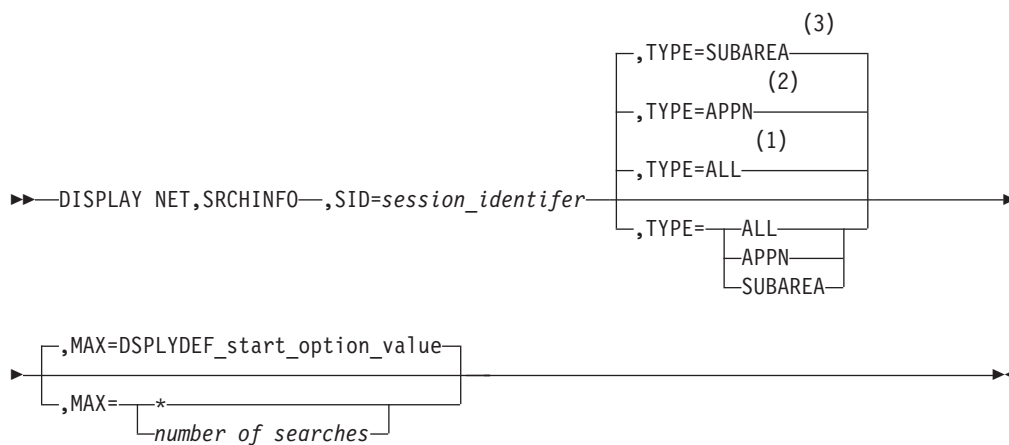 (3)
,TYPE=SUBAREA
(2)
,TYPE=APPN
(1)
,TYPE=ALL
DISPLAY NET,SRCHINFO ,SID=session_identifer
,TYPE= ALL
APPN
SUBAREA
,MAX=DSPLYDEF_start_option_value
,MAX= *
number of searches